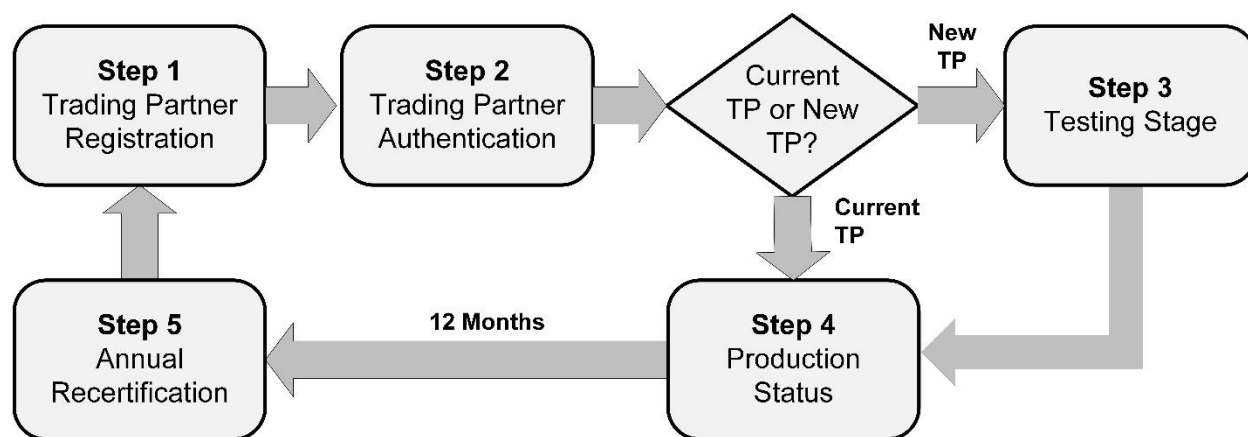 Step 1
Trading Partner
Registration
Step 2
Trading Partner
Authentication
Current
TP or New
TP?
New
TP
Step 3
Testing Stage
Current
TP
Step 5
Annual
Recertification
12 Months
Step 4
Production
Status